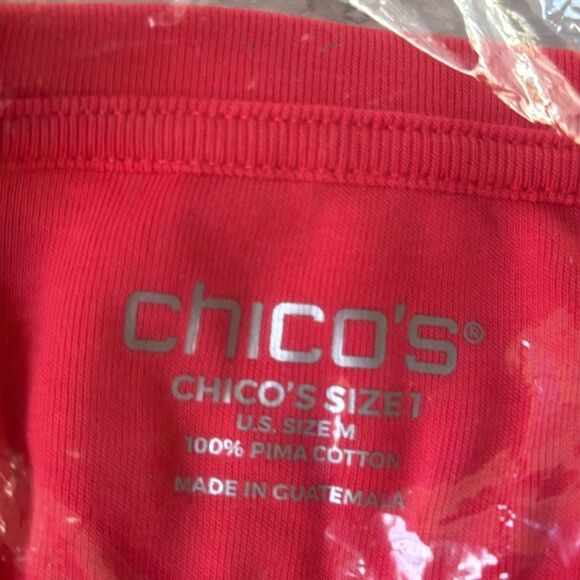 chico's®
CHICO'S SIZE 1
U.S. SIZE M
100% PIMA COTTON
MADE IN GUATEMALA